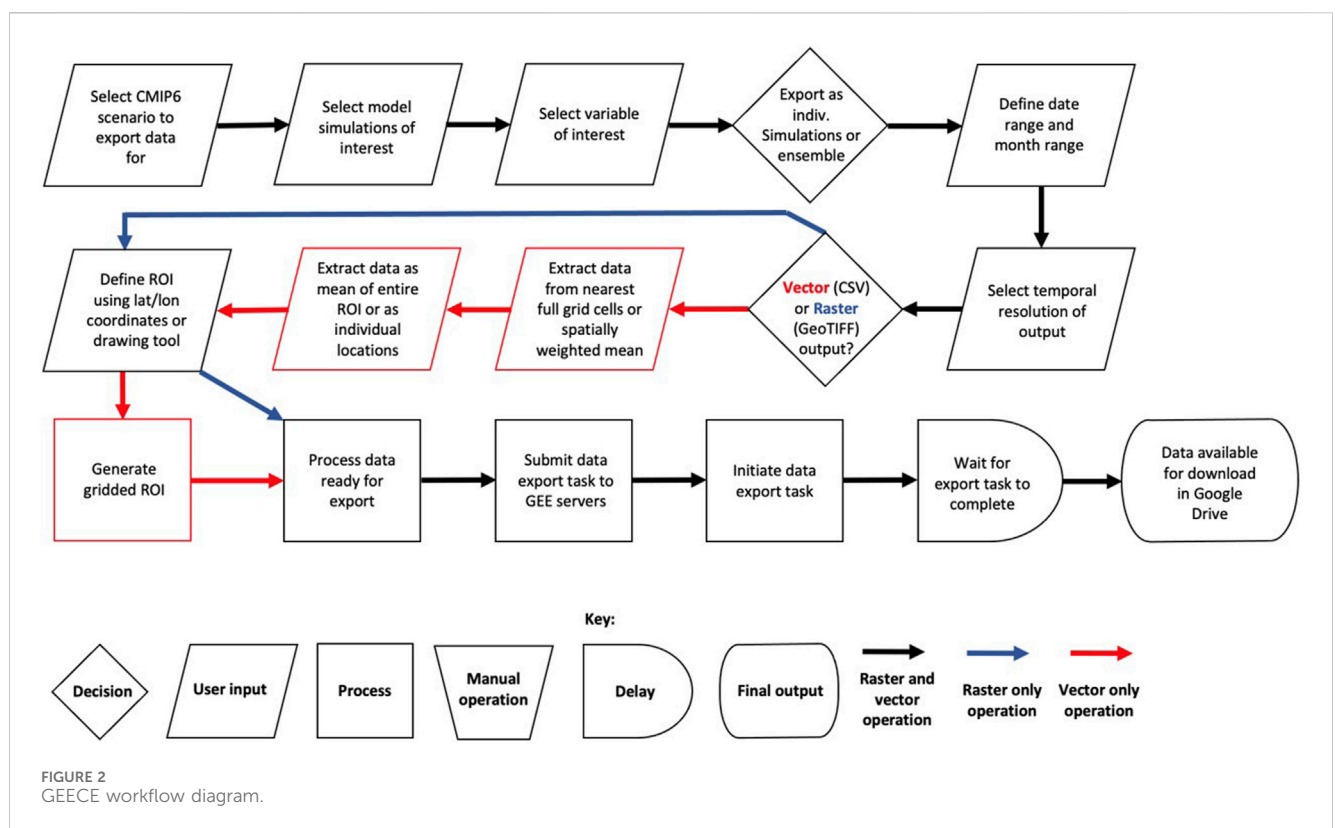 Select CMIP6
scenario to
export data
for
Select model
simulations of
interest
Select variable
of interest
Export as
indiv.
Simulations or
ensemble
Define date
range and
month range
Define ROI
using lat/lon
coordinates or
drawing tool
Extract data as
mean of entire
ROI or as
individual
locations
Extract data
from nearest
full grid cells or
spatially
weighted mean
Vector (CSV)
or Raster
(GeoTIFF)
output?
Select temporal
resolution of
output
Generate
gridded ROI
Process data
ready for
export
Submit data
export task to
GEE servers
Initiate data
export task
Wait for
export task to
complete
Data available
for download
in Google
Drive
Key:
Decision
User input
Process
Manual
operation
Delay
Final output
Raster and
vector
operation
Raster only
operation
Vector only
operation
FIGURE 2
GEECE workflow diagram.